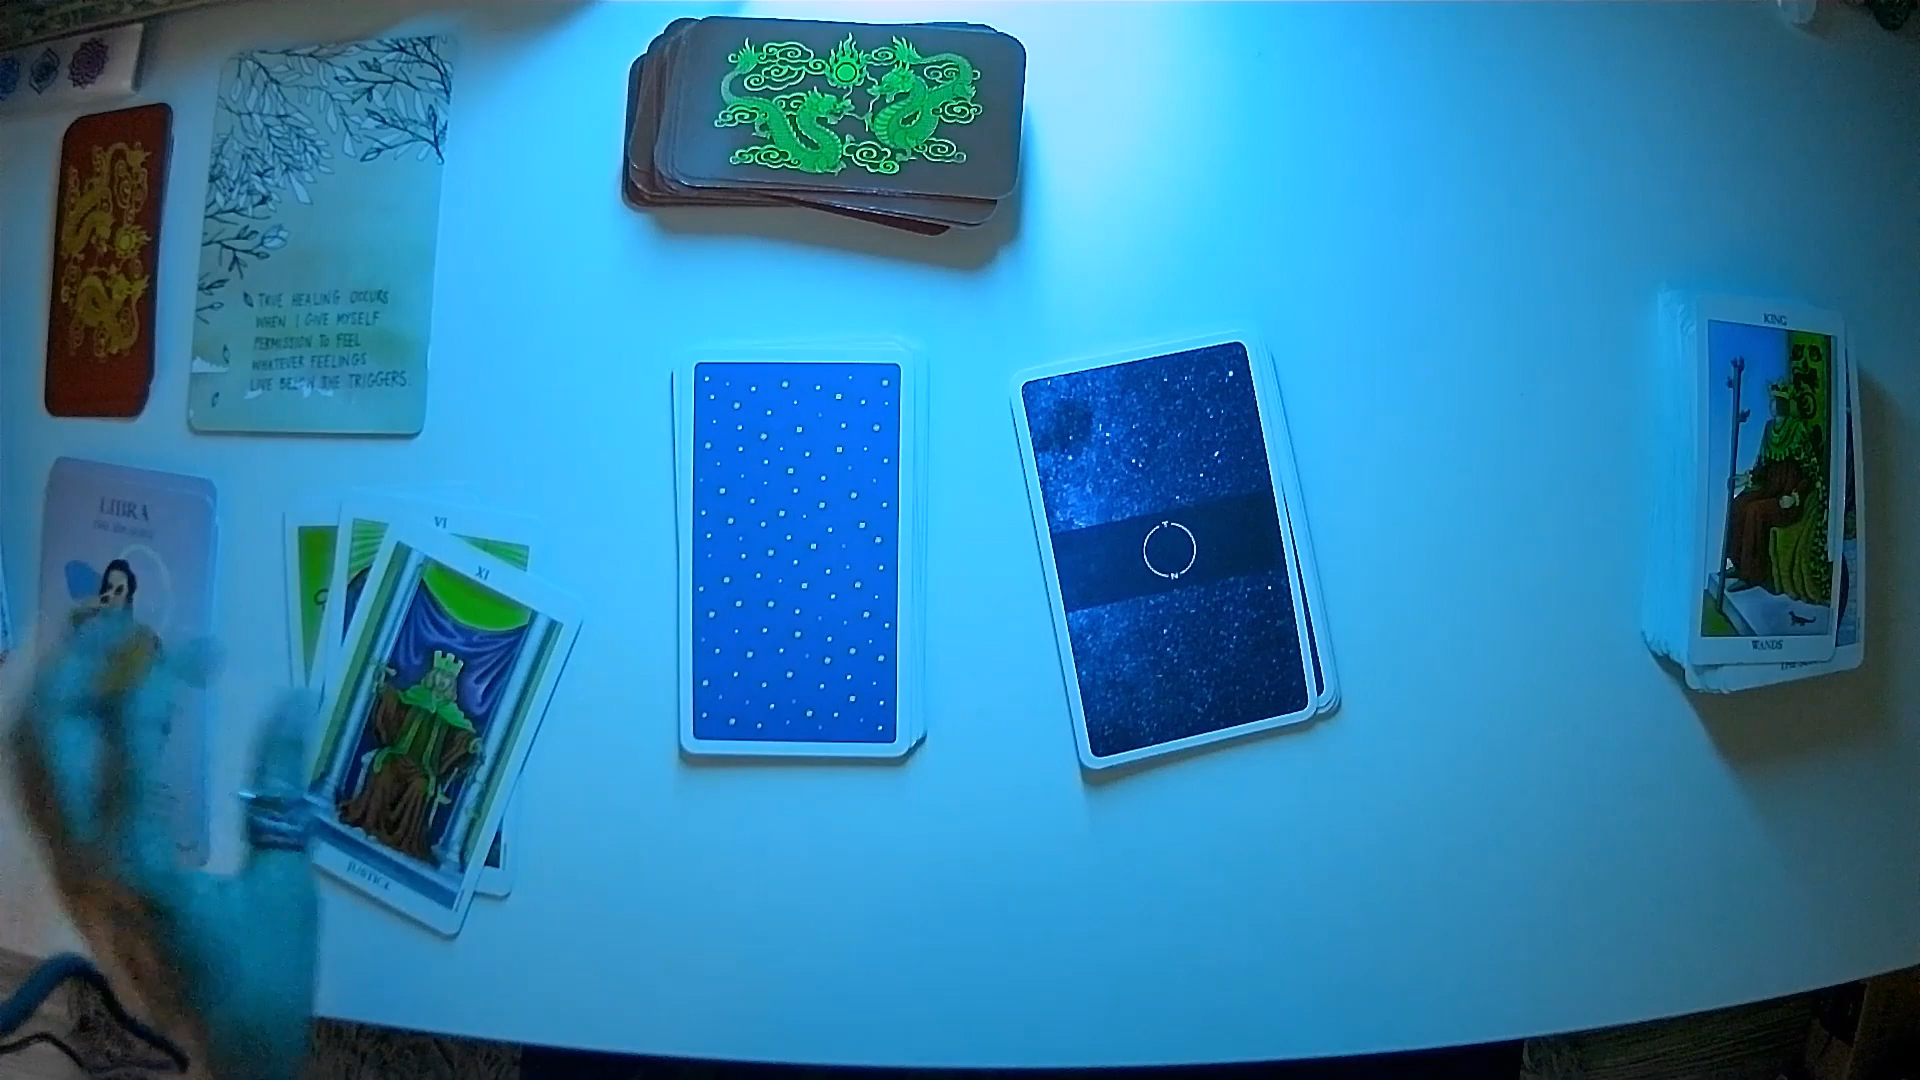 TRUE HEALING OCCURS
WHEN I GIVE MYSELF
PERMISSION TO FEEL
WHATEVER FEELINGS
LIVE BELOW THE TRIGGERS.
LIBRA
VI
XI
JUSTICE
T
N
KING
WANDS